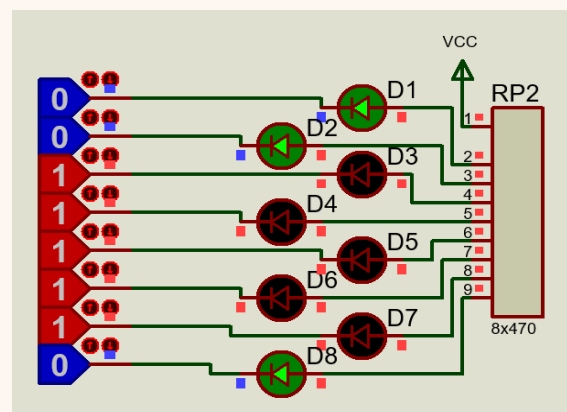 VCC
RP2
0 D1 1
0 D2 2
1 D3 3
1 D4 4
1 D5 5
1 D6 6
1 D7 7
0 D8 8
9
8x470